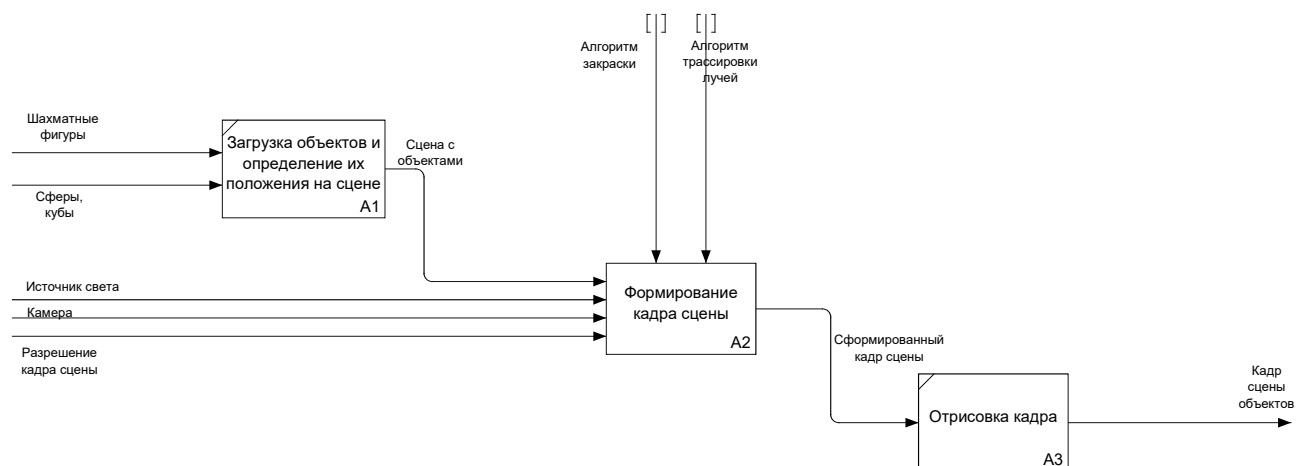 [ ]
[ ]
Алгоритм
закраски
Алгоритм
трассировки
лучей
Шахматные
фигуры
Загрузка объектов и
определение их
положения на сцене
A1
Сцена с
объектами
Сферы,
кубы
Источник света
Камера
Разрешение
кадра сцены
Формирование
кадра сцены
A2
Сформированный
кадр сцены
Отрисовка кадра
A3
Кадр
сцены
объектов